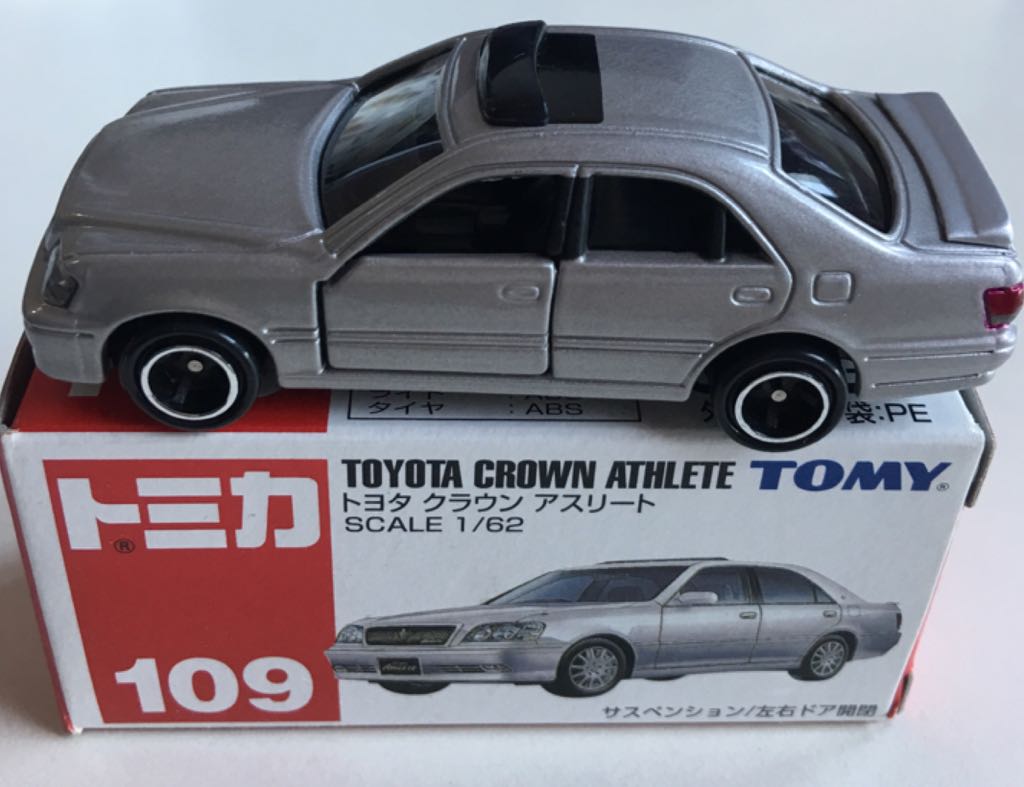 タイヤ : ABS
袋:PE
トミカ®
109
TOYOTA CROWN ATHLETE TOMY®
トヨタ クラウン アスリート
SCALE 1/62
サスペンション/左右ドア開閉